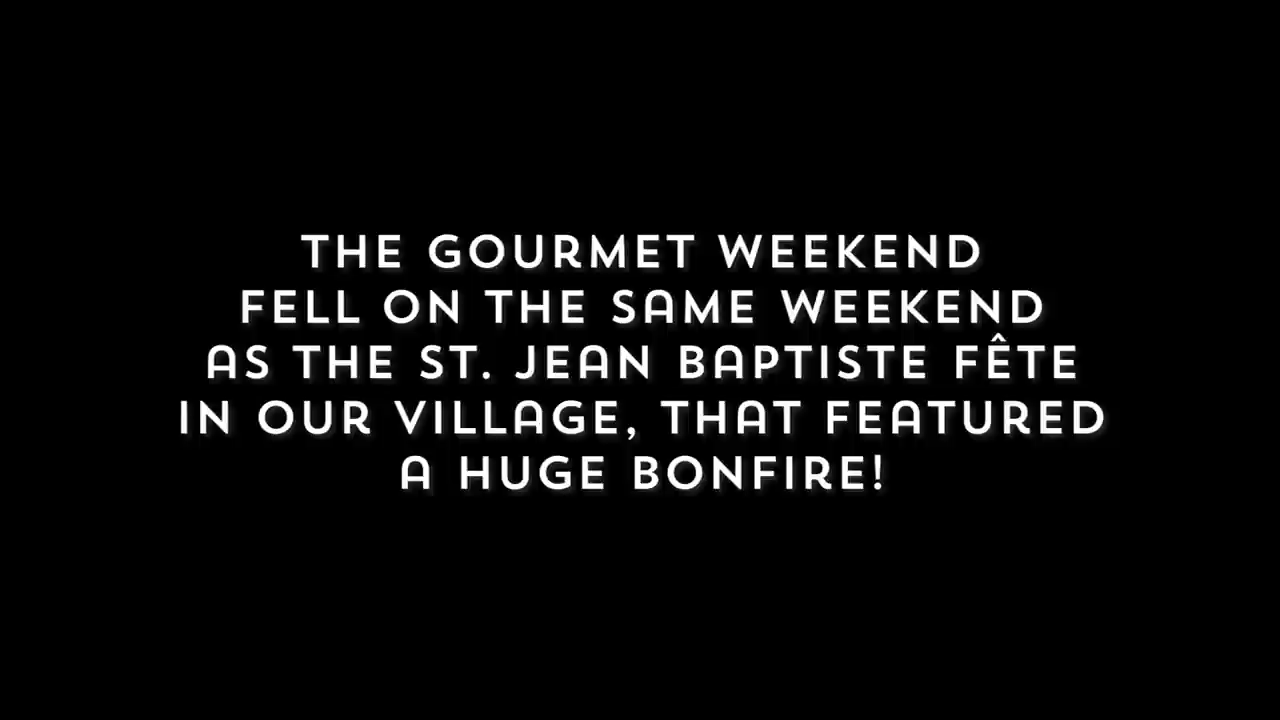 THE GOURMET WEEKEND
FELL ON THE SAME WEEKEND
AS THE ST. JEAN BAPTISTE FÊTE
IN OUR VILLAGE, THAT FEATURED
A HUGE BONFIRE!